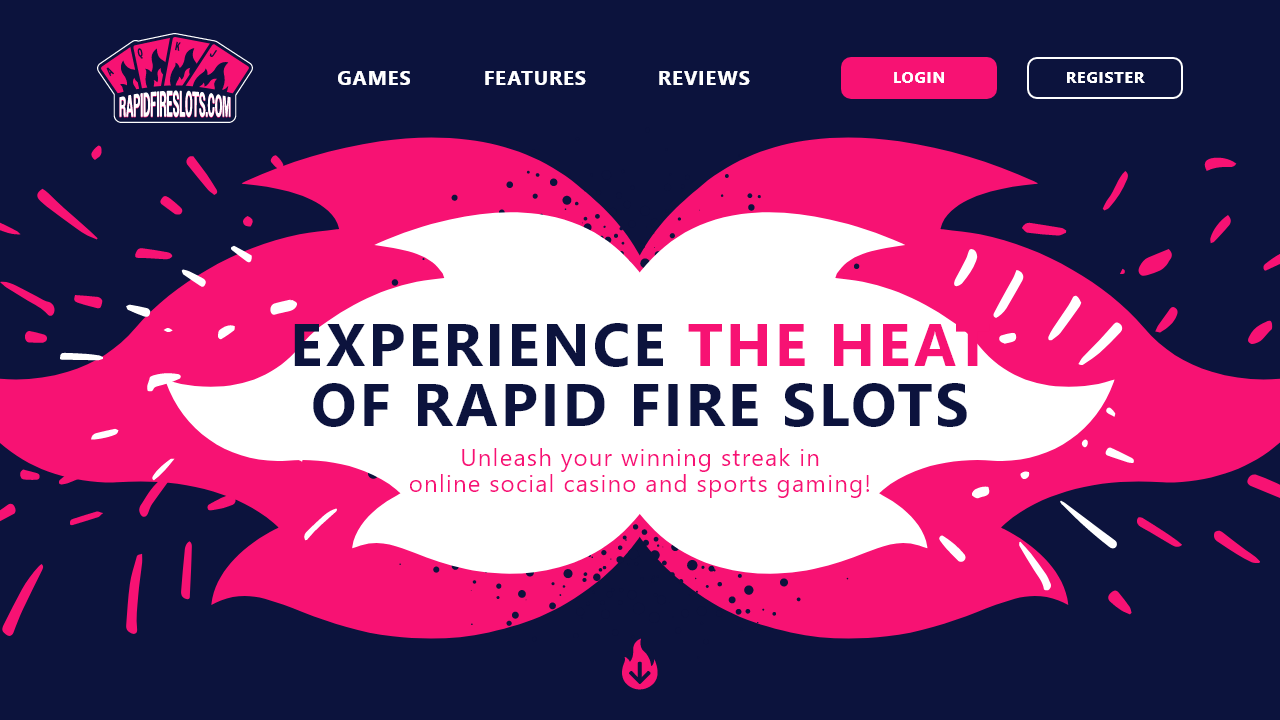 A Q K J
RAPIDFIRESLOTS.COM
GAMES FEATURES REVIEWS LOGIN REGISTER
EXPERIENCE THE HEAT
OF RAPID FIRE SLOTS
Unleash your winning streak in
online social casino and sports gaming!